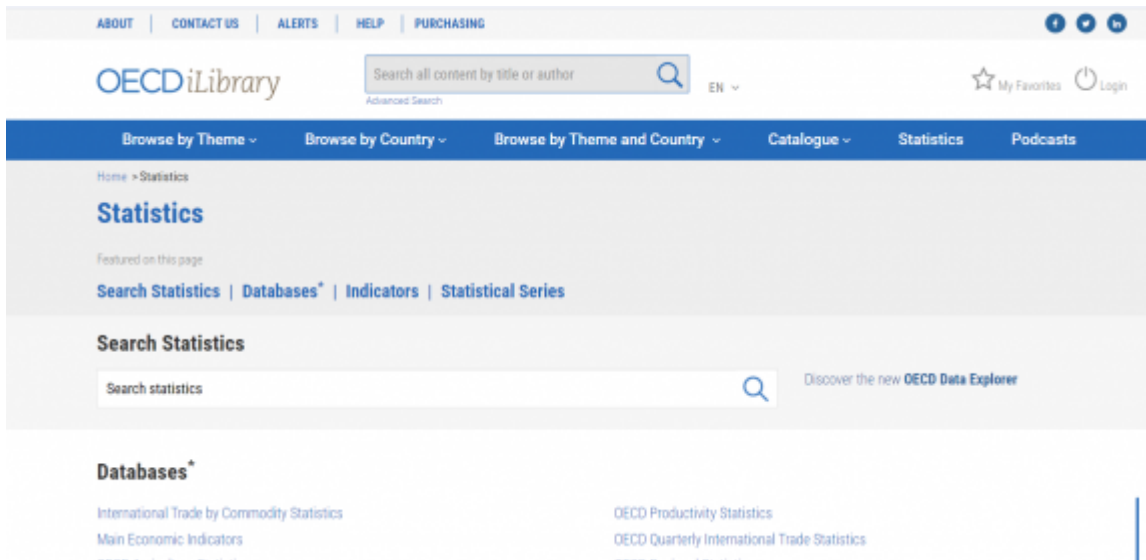 ABOUT | CONTACT US | ALERTS | HELP | PURCHASING
OECD iLibrary
Search all content by title or author
EN
My Favorites
Login
Advanced Search
Browse by Theme
Browse by Country
Browse by Theme and Country
Catalogue
Statistics
Podcasts
Home > Statistics
Statistics
Featured on this page
Search Statistics | Databases* | Indicators | Statistical Series
Search Statistics
Search statistics
Discover the new OECD Data Explorer
Databases*
International Trade by Commodity Statistics
OECD Productivity Statistics
Main Economic Indicators
OECD Quarterly International Trade Statistics